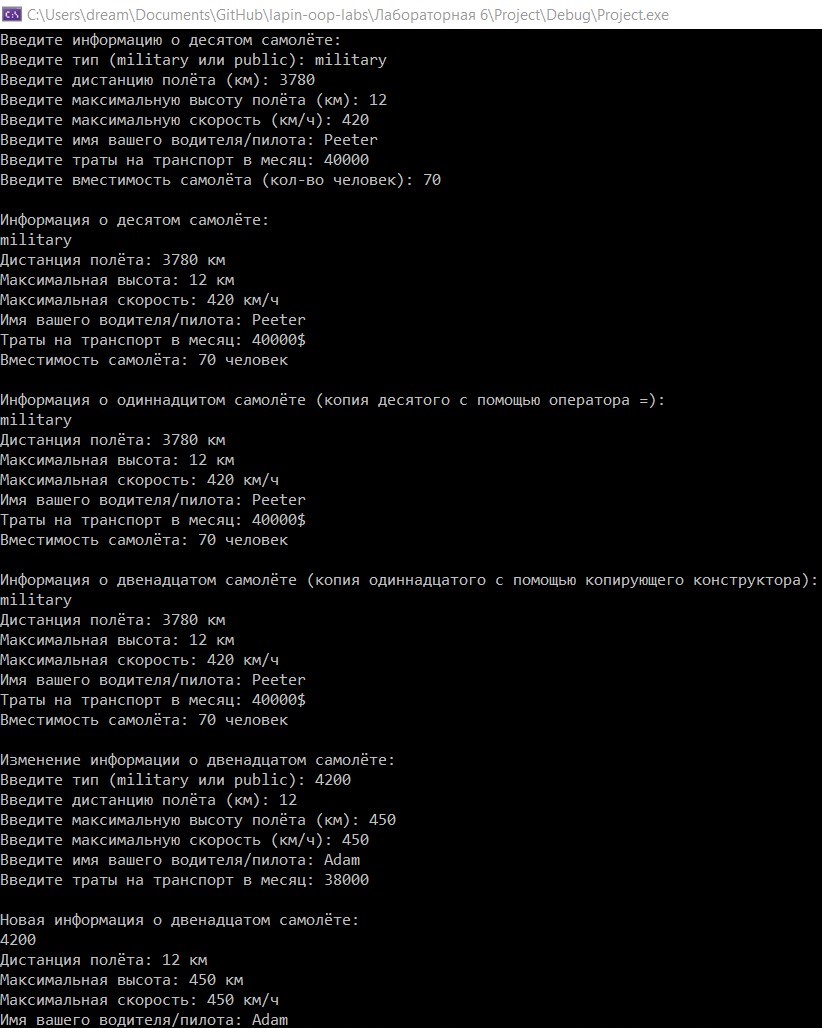 C:\Users\dream\Documents\GitHub\lapin-oop-labs\Лабораторная 6\Project\Debug\Project.exe
Введите информацию о десятом самолёте:
Введите тип (military или public): military
Введите дистанцию полёта (км): 3780
Введите максимальную высоту полёта (км): 12
Введите максимальную скорость (км/ч): 420
Введите имя вашего водителя/пилота: Peeter
Введите траты на транспорт в месяц: 40000
Введите вместимость самолёта (кол-во человек): 70
Информация о десятом самолёте:
military
Дистанция полёта: 3780 км
Максимальная высота: 12 км
Максимальная скорость: 420 км/ч
Имя вашего водителя/пилота: Peeter
Траты на транспорт в месяц: 40000$
Вместимость самолёта: 70 человек
Информация о одиннадцитом самолёте (копия десятого с помощью оператора =):
military
Дистанция полёта: 3780 км
Максимальная высота: 12 км
Максимальная скорость: 420 км/ч
Имя вашего водителя/пилота: Peeter
Траты на транспорт в месяц: 40000$
Вместимость самолёта: 70 человек
Информация о двенадцатом самолёте (копия одиннадцатого с помощью копирующего конструктора):
military
Дистанция полёта: 3780 км
Максимальная высота: 12 км
Максимальная скорость: 420 км/ч
Имя вашего водителя/пилота: Peeter
Траты на транспорт в месяц: 40000$
Вместимость самолёта: 70 человек
Изменение информации о двенадцатом самолёте:
Введите тип (military или public): 4200
Введите дистанцию полёта (км): 12
Введите максимальную высоту полёта (км): 450
Введите максимальную скорость (км/ч): 450
Введите имя вашего водителя/пилота: Adam
Введите траты на транспорт в месяц: 38000
Новая информация о двенадцатом самолёте:
4200
Дистанция полёта: 12 км
Максимальная высота: 450 км
Максимальная скорость: 450 км/ч
Имя вашего водителя/пилота: Adam